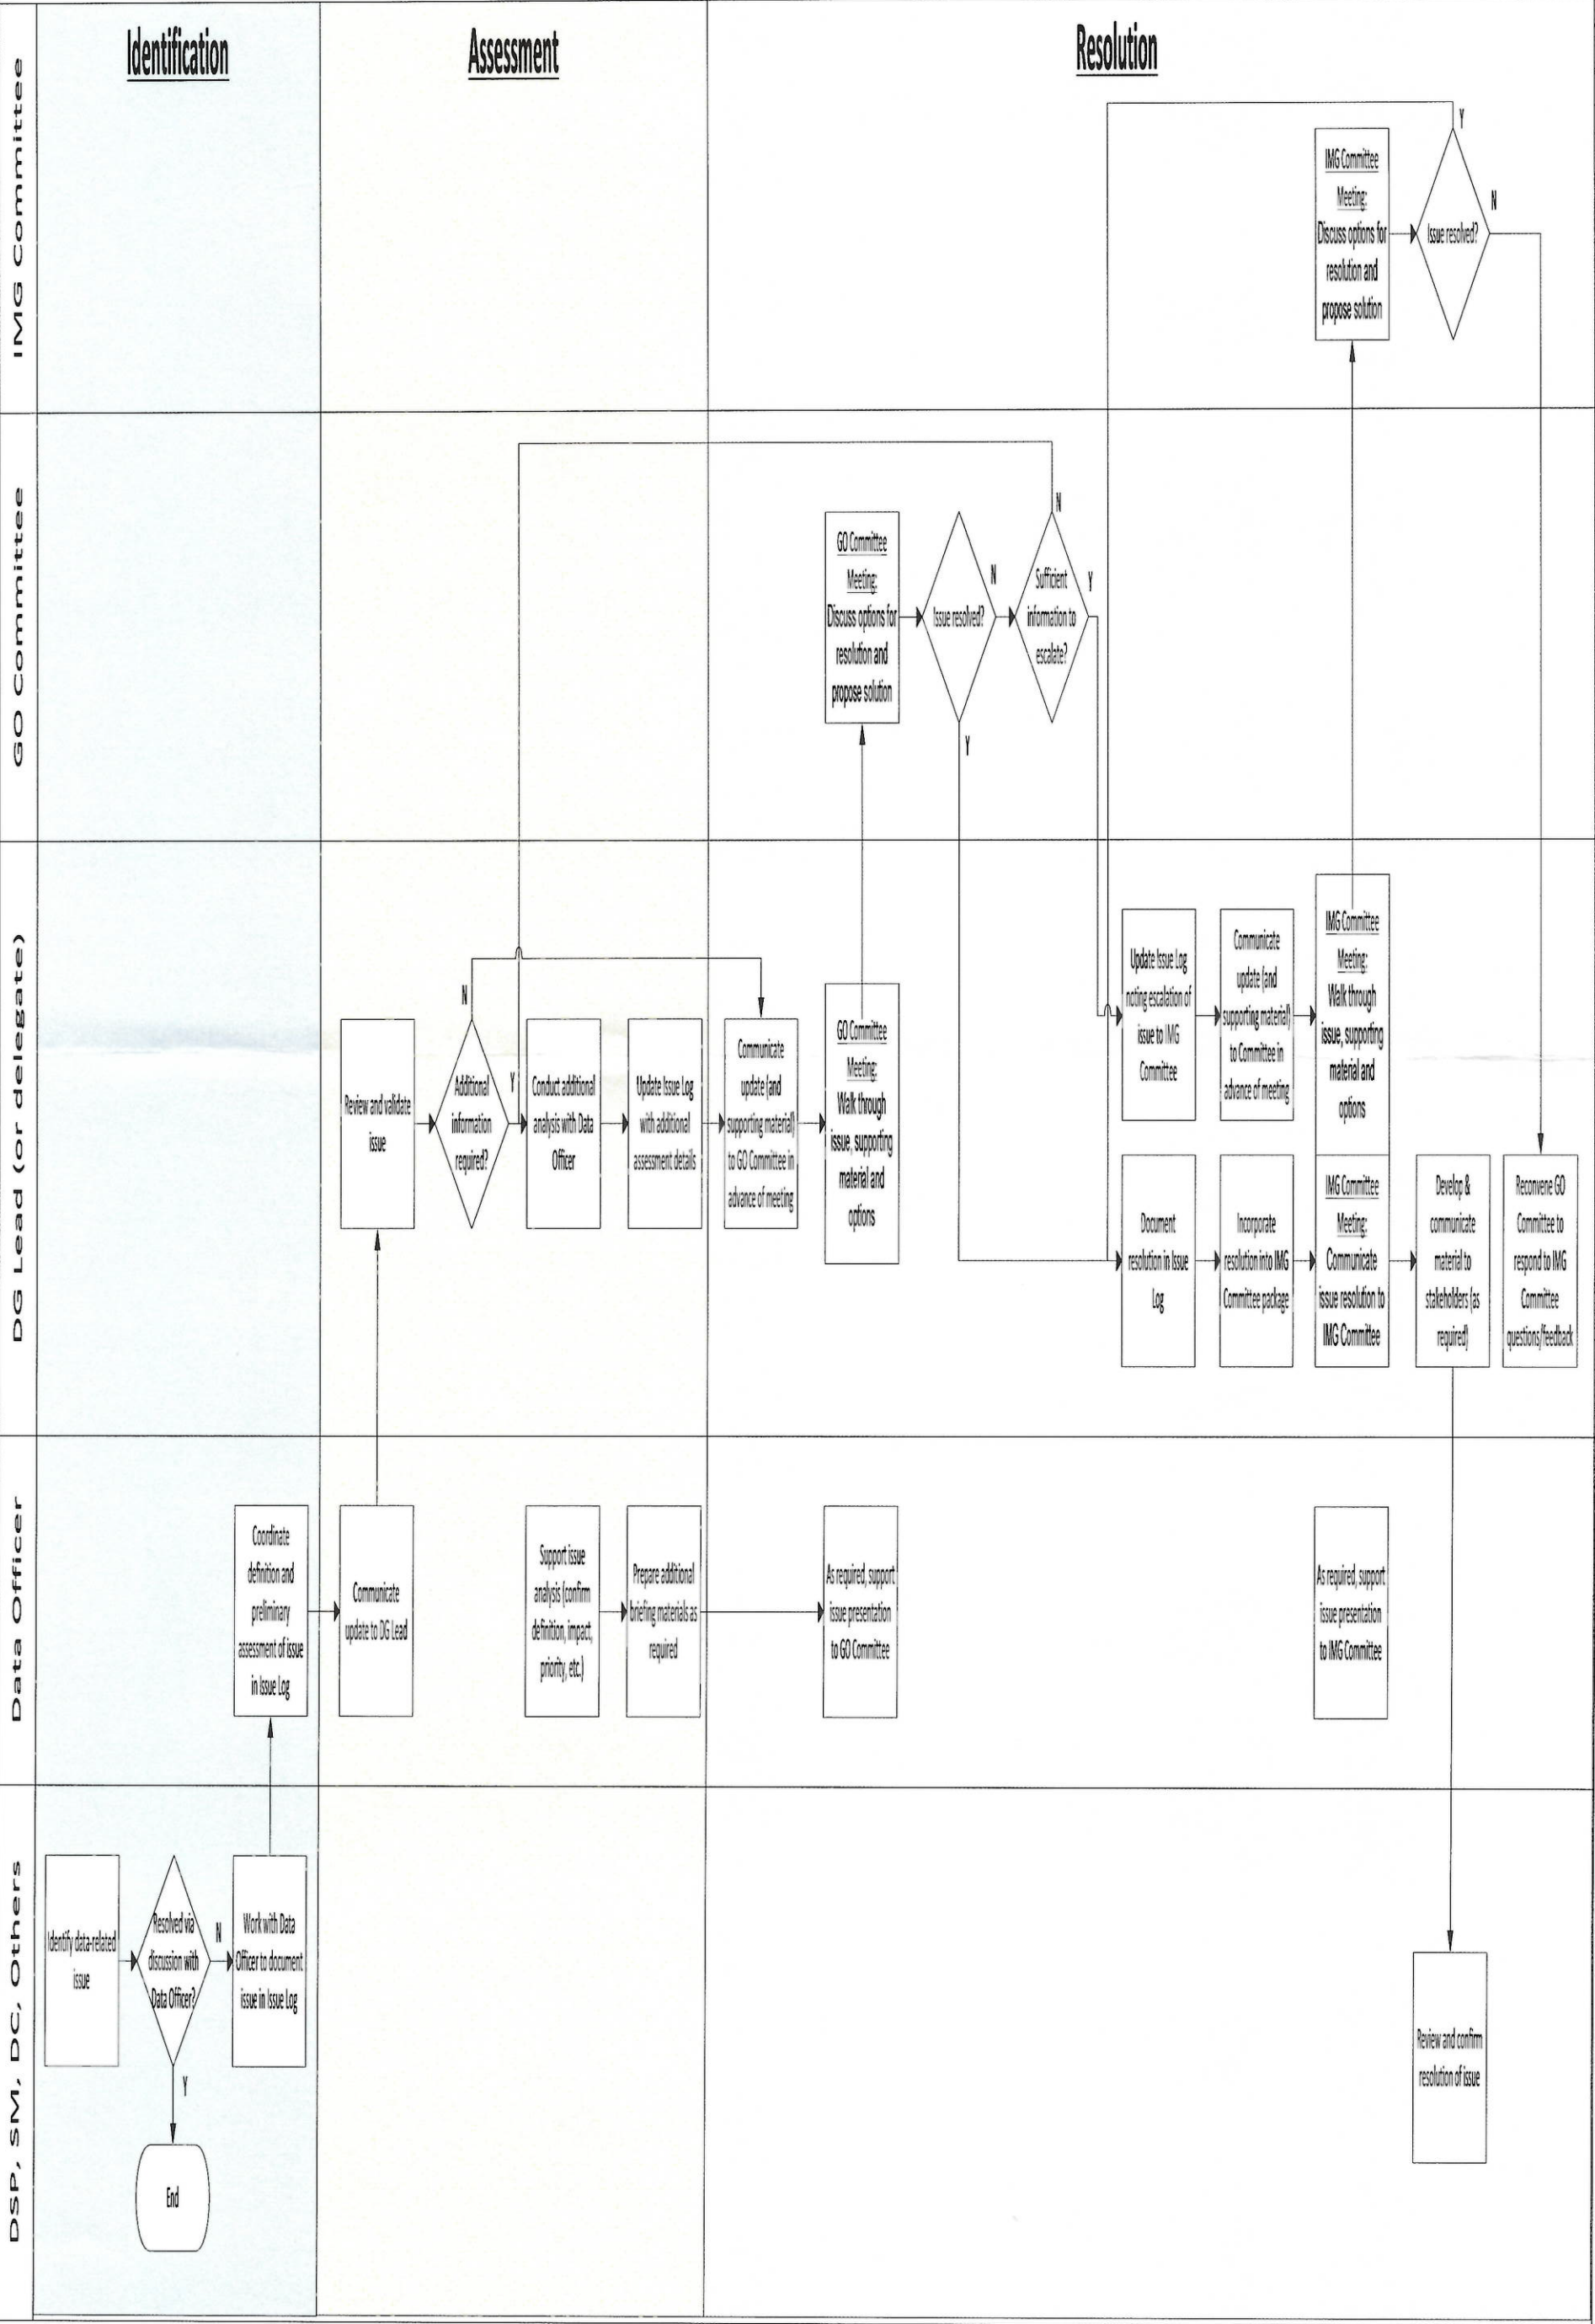 Identification
Assessment
Resolution
IMG Committee
IMG Committee
Meeting:
Discuss options for
resolution and
propose solution
Issue resolved?
Y
N
GO Committee
GO Committee
Meeting:
Discuss options for
resolution and
propose solution
Issue resolved?
N
Y
Sufficient
information to
escalate?
N
Y
DG Lead (or delegate)
Review and validate
issue
Additional
information
required?
N
Y
Conduct additional
analysis with Data
Officer
Update Issue Log
with additional
assessment details
Communicate
update (and
supporting material)
to GO Committee in
advance of meeting
GO Committee
Meeting:
Walk through
issue, supporting
material and
options
Update Issue Log
noting escalation of
issue to IMG
Committee
Communicate
update (and
supporting material)
to Committee in
advance of meeting
IMG Committee
Meeting:
Walk through
issue, supporting
material and
options
Document
resolution in Issue
Log
Incorporate
resolution into IMG
Committee package
IMG Committee
Meeting:
Communicate
issue resolution to
IMG Committee
Develop &
communicate
material to
stakeholders (as
required)
Reconvene GO
Committee to
respond to IMG
Committee
questions/feedback
Data Officer
Coordinate
definition and
preliminary
assessment of issue
in Issue Log
Communicate
update to DG Lead
Support issue
analysis (confirm
definition, impact,
priority, etc.)
Prepare additional
briefing materials as
required
As required, support
issue presentation
to GO Committee
As required, support
issue presentation
to IMG Committee
DSP, SM, DC, Others
Identify data-related
issue
Resolved via
discussion with
Data Officer?
N
Y
Work with Data
Officer to document
issue in Issue Log
End
Review and confirm
resolution of issue